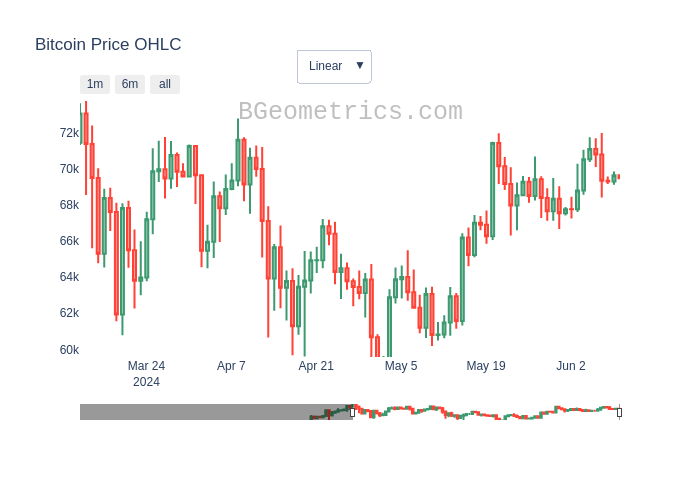 Bitcoin Price OHLC
Linear ▼
1m 6m all
BGeometrics.com
72k
70k
68k
66k
64k
62k
60k
Mar 24 Apr 7 Apr 21 May 5 May 19 Jun 2
2024